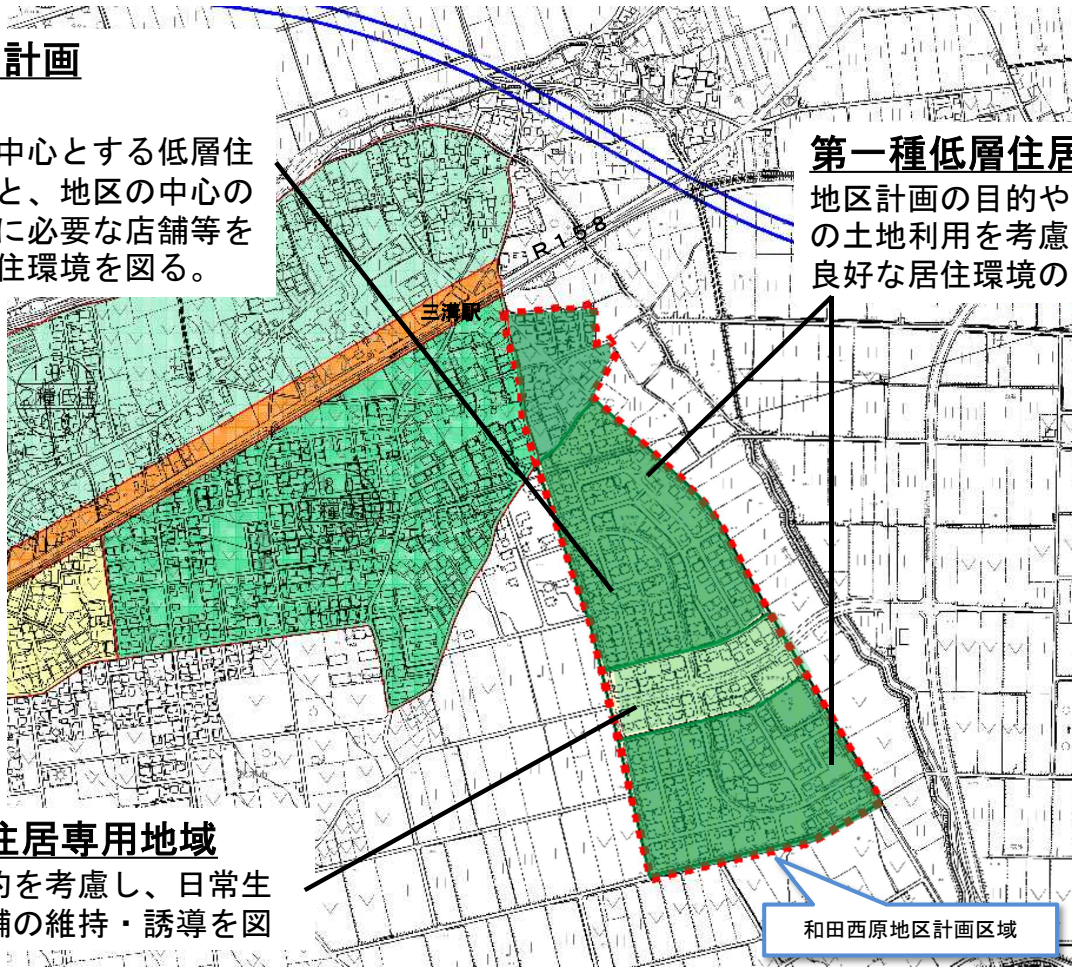 計画
中心とする低層住
と、地区の中心の
に必要な店舗等を
住環境を図る。
第一種低層住居
地区計画の目的や
の土地利用を考慮
良好な居住環境の
R158
三溝駅
住居専用地域
的を考慮し、日常生
舗の維持・誘導を図
和田西原地区計画区域